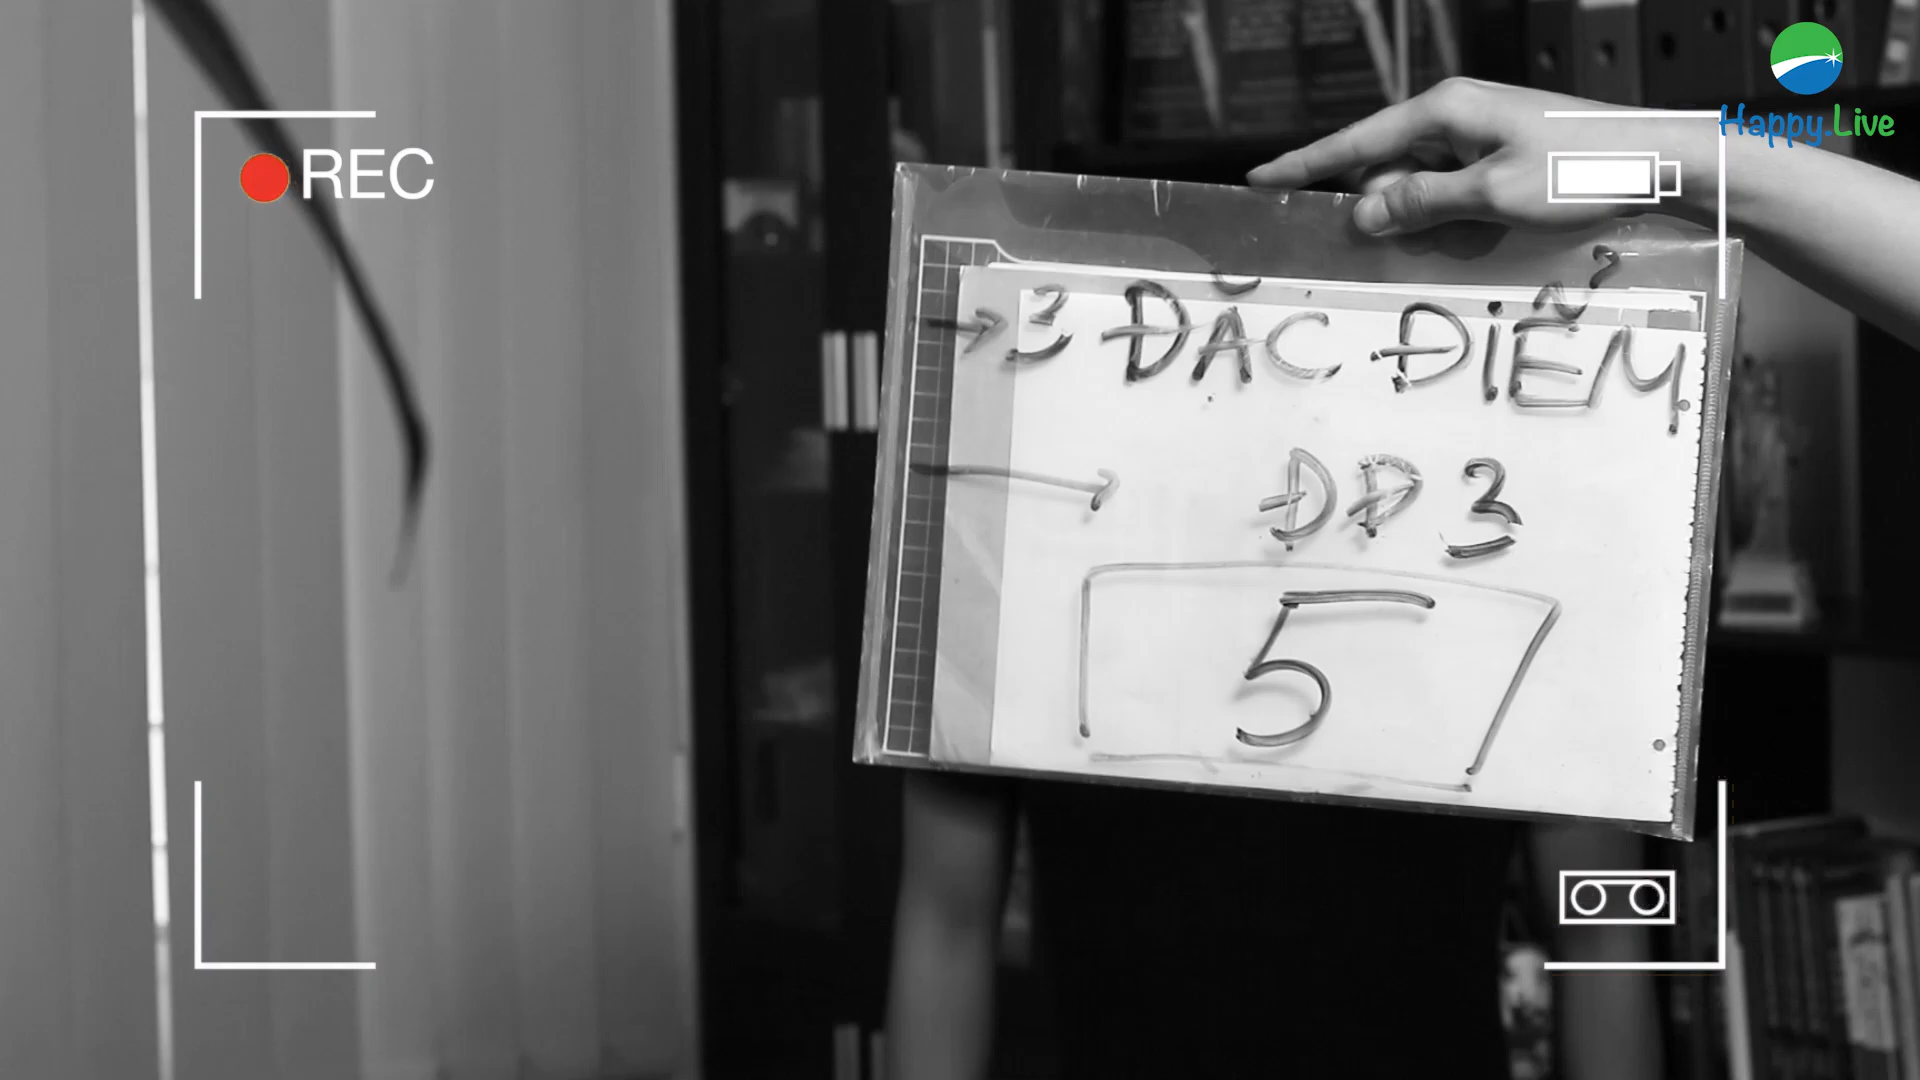 Happy.Live
REC
→ 3 ĐẶC ĐIỂM
→ ĐĐ 3
5